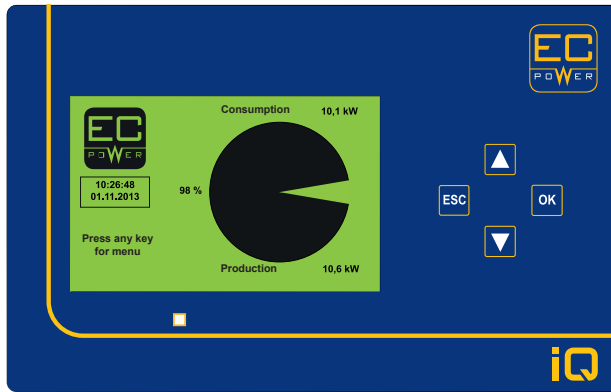 EC
POWER
Consumption 10,1 kW
EC
POWER
10:26:48
01.11.2013
98 %
ESC
OK
Press any key
for menu
Production 10,6 kW
iQ